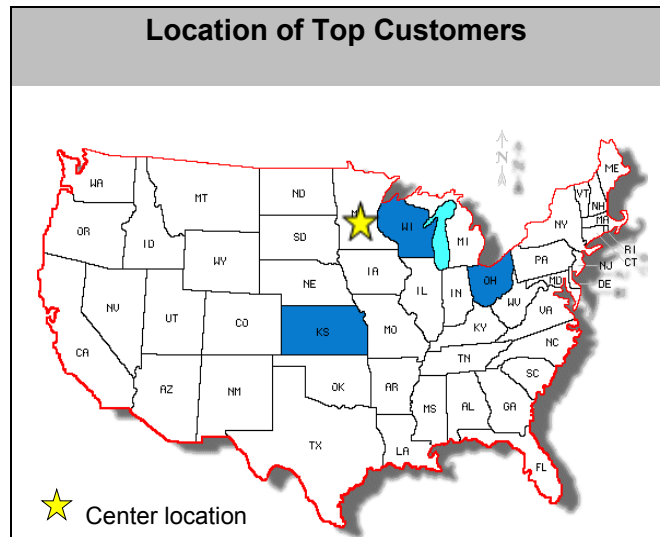 Location of Top Customers
N
ME
WA
MT
ND
M
VT
NH
OR
ID
SD
WI
MI
NY
MA
RI
CT
WY
IA
PA
NJ
NE
OH
MD
DE
NV
UT
CO
IL
IN
WV
VA
KS
MO
KY
CA
NC
TN
AZ
NM
OK
AR
SC
MS
AL
GA
TX
LA
FL
Center location